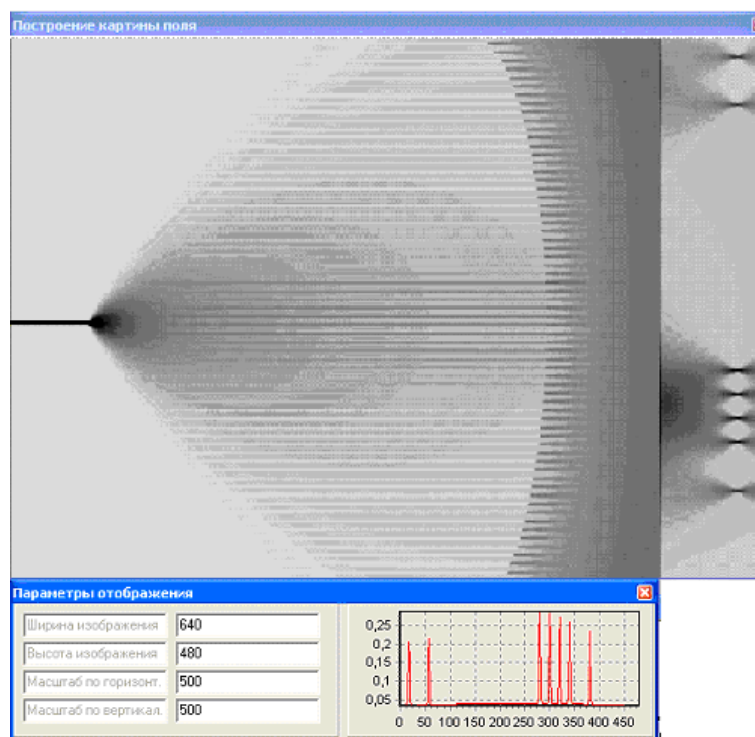 Построение картины поля
Параметры отображения
Ширина изображения 640
Высота изображения 480
Масштаб по горизонт. 500
Масштаб по вертикал. 500
0,25
0,2
0,15
0,1
0,05
0 50 100 150 200 250 300 350 400 450